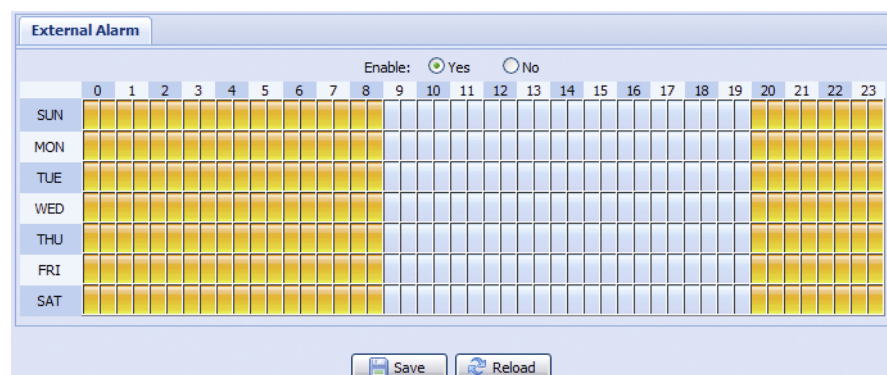 External Alarm
Enable: Yes No
0 1 2 3 4 5 6 7 8 9 10 11 12 13 14 15 16 17 18 19 20 21 22 23
SUN
MON
TUE
WED
THU
FRI
SAT
Save Reload